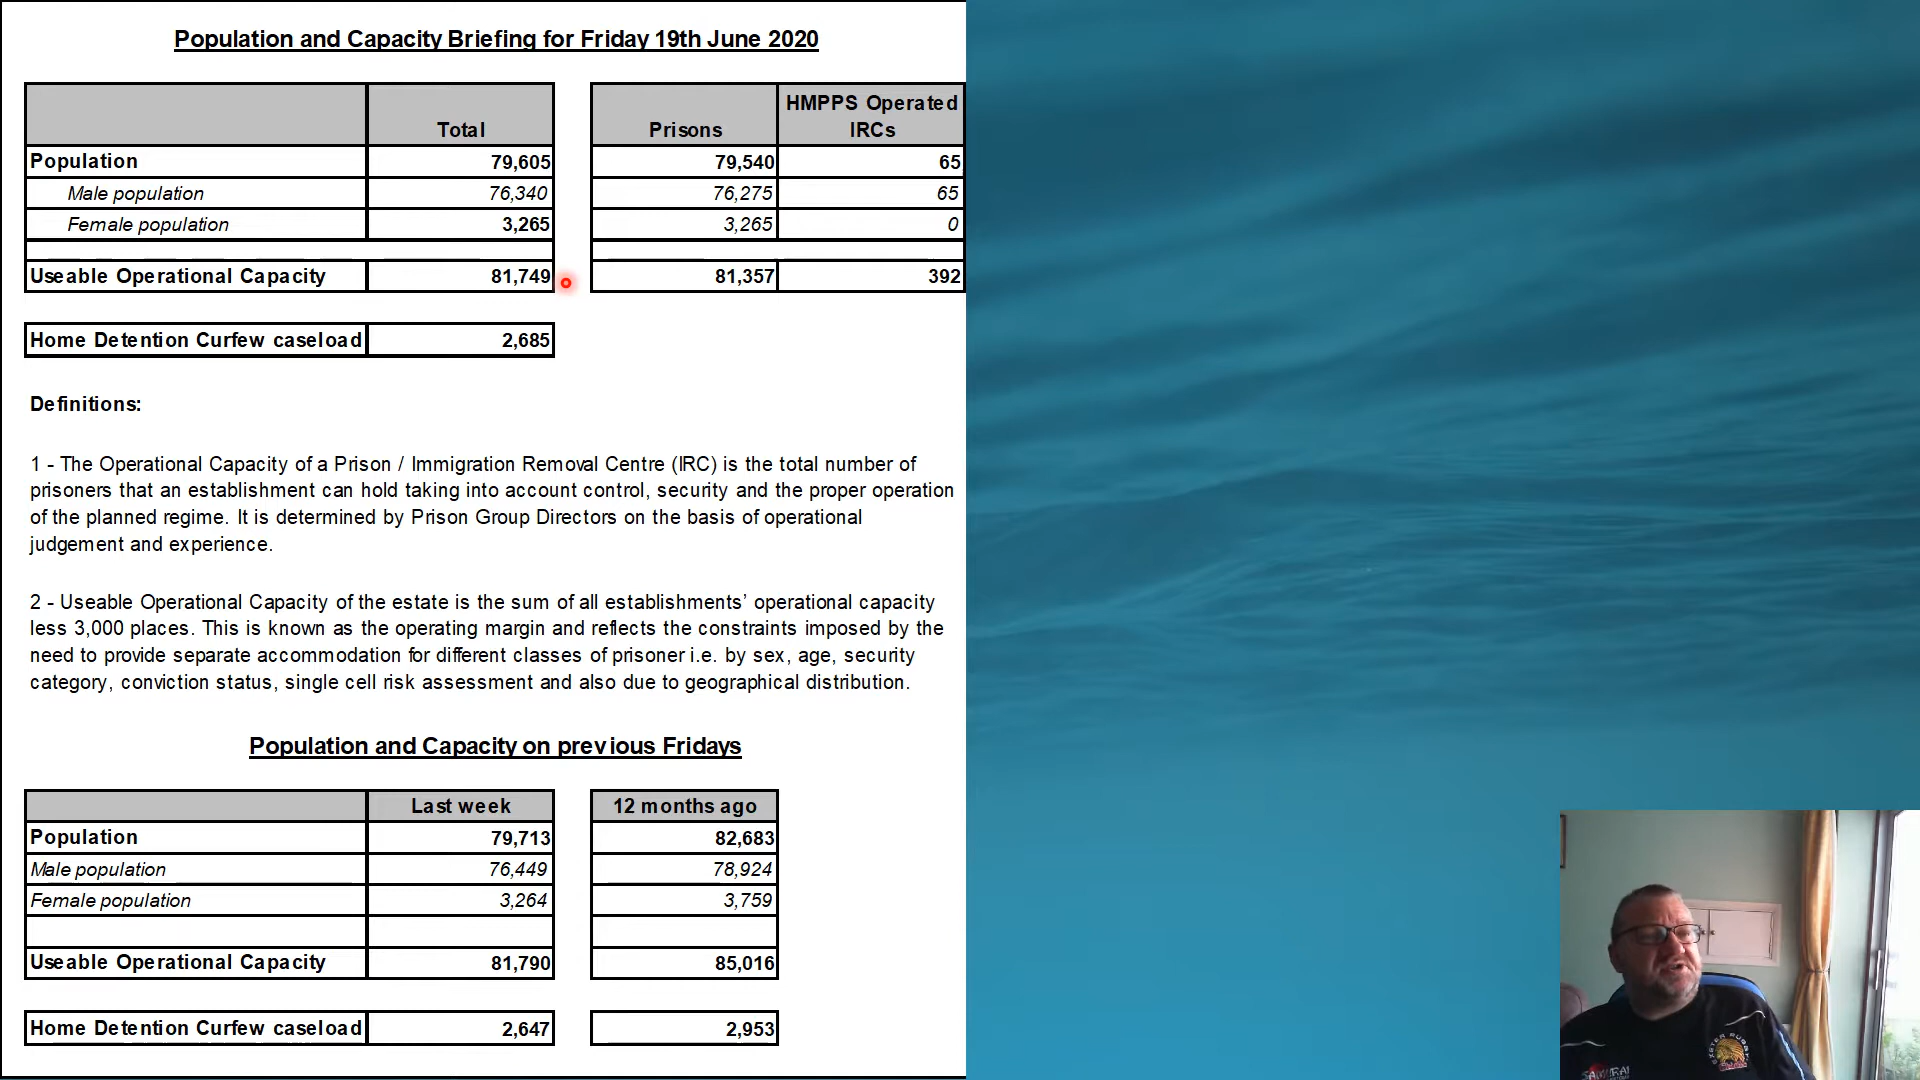 Population and Capacity Briefing for Friday 19th June 2020
Total Prisons HMPPS Operated IRCs
Population 79,605 79,540 65
Male population 76,340 76,275 65
Female population 3,265 3,265 0
Useable Operational Capacity 81,749 81,357 392
Home Detention Curfew caseload 2,685
Definitions:
1 - The Operational Capacity of a Prison / Immigration Removal Centre (IRC) is the total number of
prisoners that an establishment can hold taking into account control, security and the proper operation
of the planned regime. It is determined by Prison Group Directors on the basis of operational
judgement and experience.
2 - Useable Operational Capacity of the estate is the sum of all establishments’ operational capacity
less 3,000 places. This is known as the operating margin and reflects the constraints imposed by the
need to provide separate accommodation for different classes of prisoner i.e. by sex, age, security
category, conviction status, single cell risk assessment and also due to geographical distribution.
Population and Capacity on previous Fridays
Last week 12 months ago
Population 79,713 82,683
Male population 76,449 78,924
Female population 3,264 3,759
Useable Operational Capacity 81,790 85,016
Home Detention Curfew caseload 2,647 2,953
EXETER RUGBY
SAMURAI